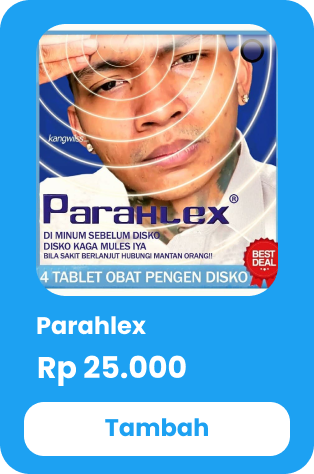 kangwiss
PARAHLEX®
DI MINUM SEBELUM DISKO
DISKO KAGA MULES IYA
BILA SAKIT BERLANJUT HUBUNGI MANTAN ORANG!!
BEST
DEAL
4 TABLET OBAT PENGEN DISKO
Parahlex
Rp 25.000
Tambah